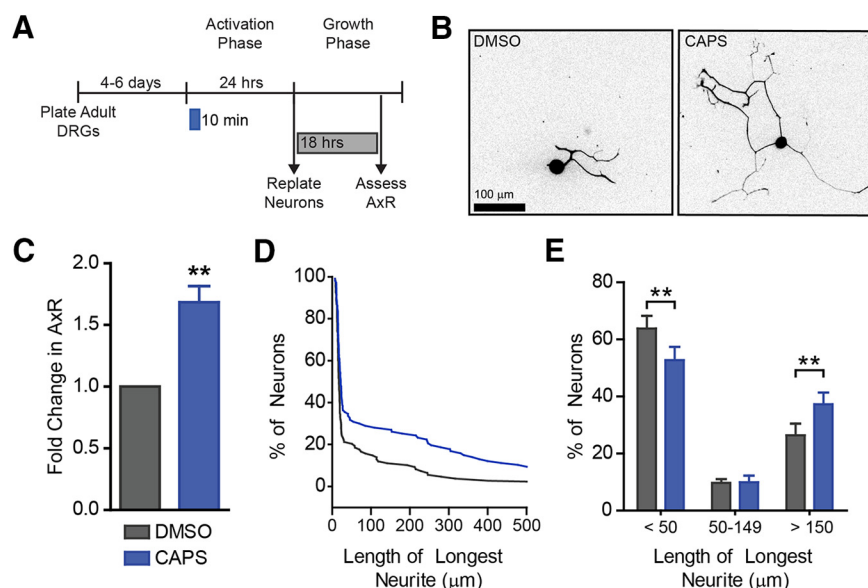 A
Activation
Phase
Growth
Phase
4-6 days
24 hrs
Plate Adult
DRGs
10 min
18 hrs
Replate
Neurons
Assess
AxR
B
DMSO
CAPS
100 μm
C
Fold Change in AxR
2.0
1.5
1.0
0.5
0.0
**
DMSO
CAPS
D
% of Neurons
100
80
60
40
20
0
0 100 200 300 400 500
Length of Longest
Neurite (μm)
E
% of Neurons
80
60
40
20
0
**
**
< 50 50-149 > 150
Length of Longest
Neurite (μm)